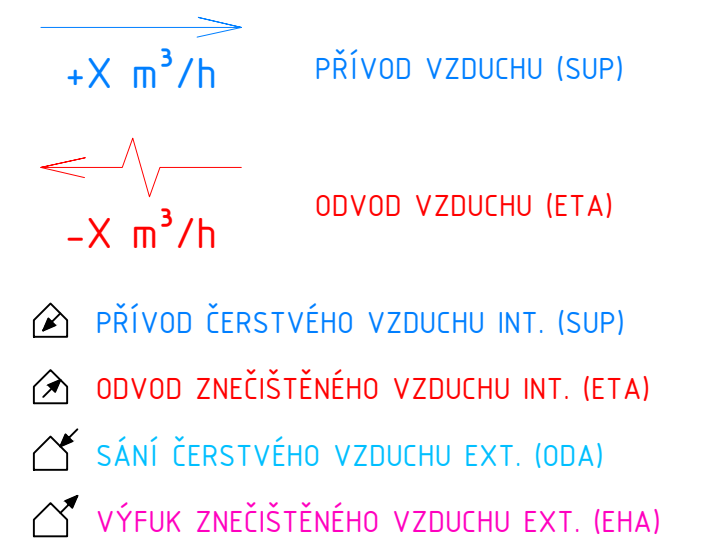 +X m³/h PŘÍVOD VZDUCHU (SUP)
-X m³/h ODVOD VZDUCHU (ETA)
PŘÍVOD ČERSTVÉHO VZDUCHU INT. (SUP)
ODVOD ZNEČIŠTĚNÉHO VZDUCHU INT. (ETA)
SÁNÍ ČERSTVÉHO VZDUCHU EXT. (ODA)
VÝFUK ZNEČIŠTĚNÉHO VZDUCHU EXT. (EHA)